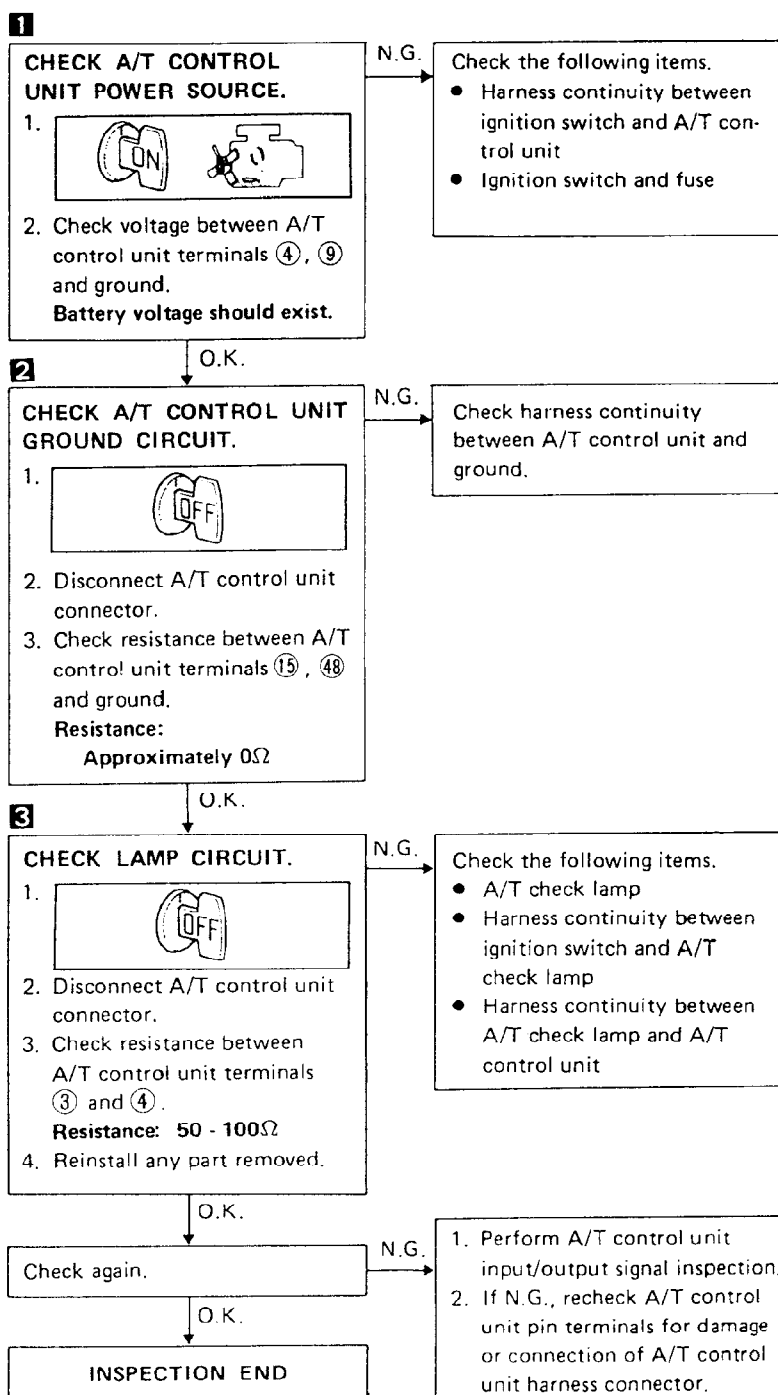 1
CHECK A/T CONTROL
UNIT POWER SOURCE.
1.
ON
2. Check voltage between A/T
control unit terminals ④, ⑨
and ground.
Battery voltage should exist.
N.G.
Check the following items.
● Harness continuity between
ignition switch and A/T con-
trol unit
● Ignition switch and fuse
O.K.
2
CHECK A/T CONTROL UNIT
GROUND CIRCUIT.
1.
OFF
2. Disconnect A/T control unit
connector.
3. Check resistance between A/T
control unit terminals ⑮, ㊽
and ground.
Resistance:
Approximately 0Ω
N.G.
Check harness continuity
between A/T control unit and
ground.
O.K.
3
CHECK LAMP CIRCUIT.
1.
OFF
2. Disconnect A/T control unit
connector.
3. Check resistance between
A/T control unit terminals
③ and ④.
Resistance: 50 - 100Ω
4. Reinstall any part removed.
N.G.
Check the following items.
● A/T check lamp
● Harness continuity between
ignition switch and A/T
check lamp
● Harness continuity between
A/T check lamp and A/T
control unit
O.K.
Check again.
N.G.
1. Perform A/T control unit
input/output signal inspection.
2. If N.G., recheck A/T control
unit pin terminals for damage
or connection of A/T control
unit harness connector.
O.K.
INSPECTION END